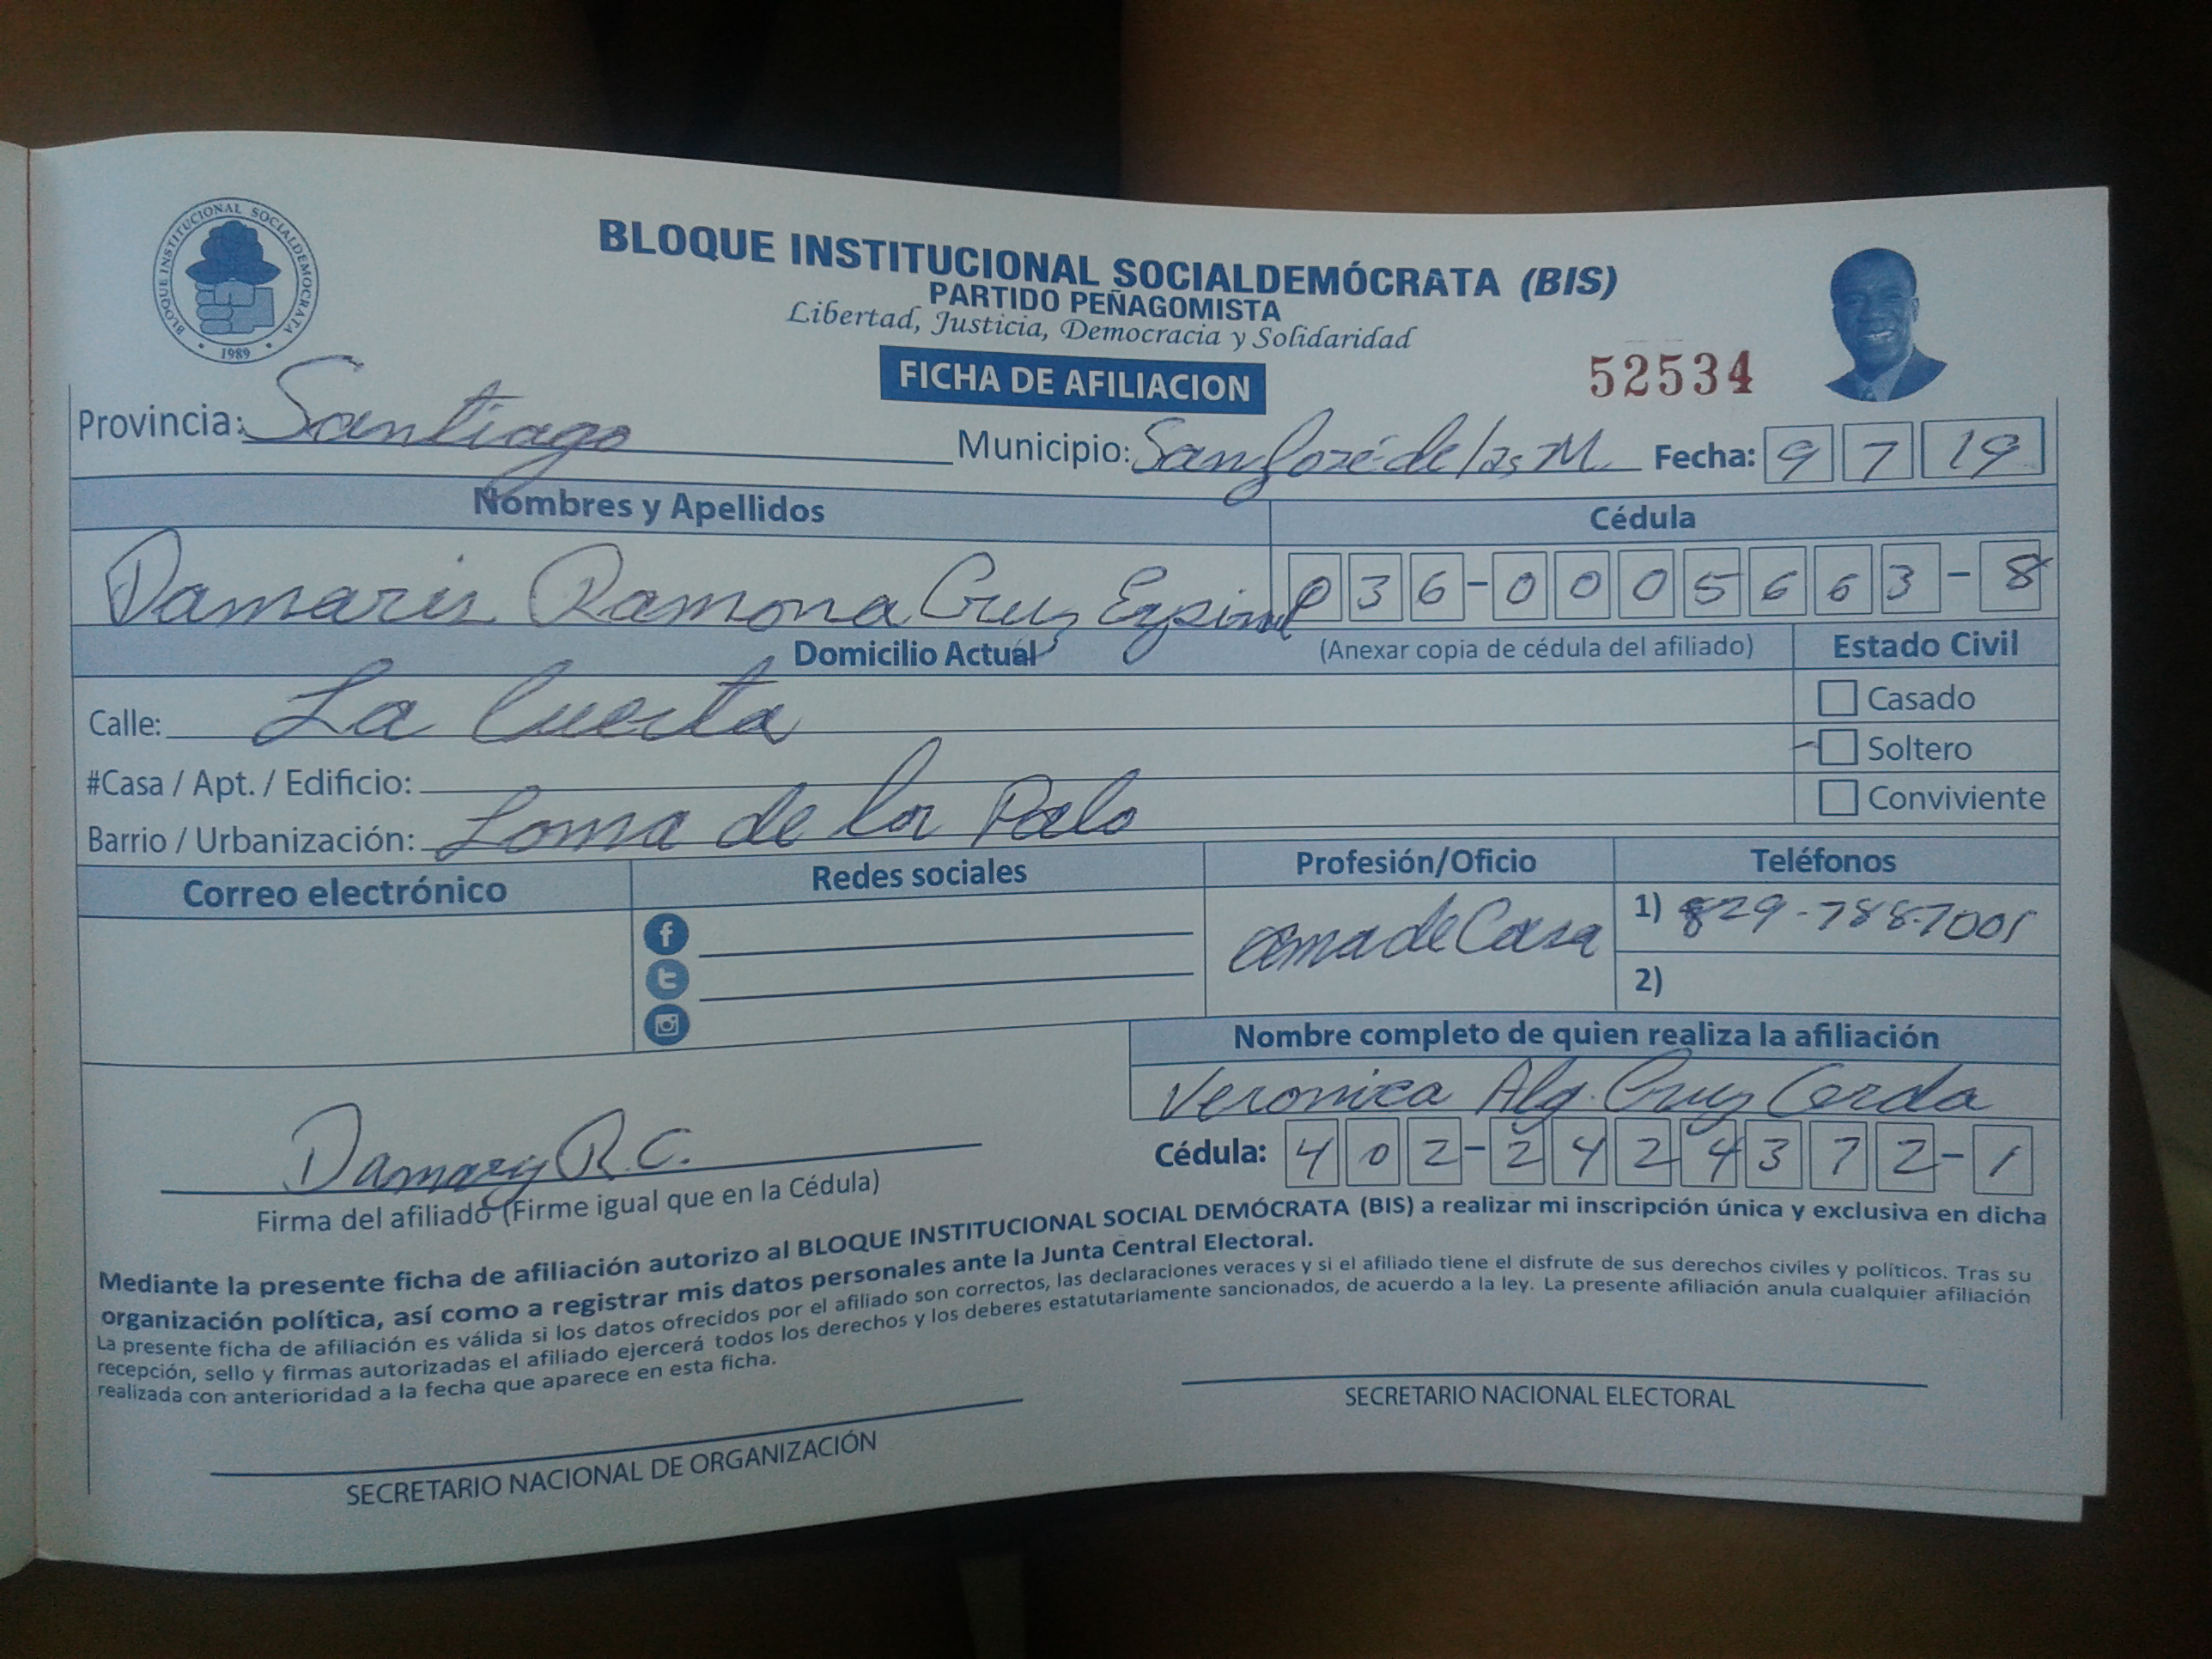 BLOQUE INSTITUCIONAL SOCIALDEMOCRATA
1989
BLOQUE INSTITUCIONAL SOCIALDEMÓCRATA (BIS)
PARTIDO PEÑAGOMISTA
Libertad, Justicia, Democracia y Solidaridad
FICHA DE AFILIACION
52534
Provincia: Santiago Municipio: San José de las M. Fecha: 9 7 19
Nombres y Apellidos Cédula
Damaris Ramona Cruz Espinal 036-0005663-8
Domicilio Actual (Anexar copia de cédula del afiliado) Estado Civil
Calle: La Cuesta
Casado
Soltero
#Casa / Apt. / Edificio:
Conviviente
Barrio / Urbanización: Loma de la
Correo electrónico Redes sociales Profesión/Oficio Teléfonos
ama de Casa 1) 829-788-7001
2)
Nombre completo de quien realiza la afiliación
Veronica Alg. Cruz Cerda
Cédula: 402-2424372-1
Damary R.C.
Firma del afiliado (Firme igual que en la Cédula)
Mediante la presente ficha de afiliación autorizo al BLOQUE INSTITUCIONAL SOCIAL DEMÓCRATA (BIS) a realizar mi inscripción única y exclusiva en dicha
organización política, así como a registrar mis datos personales ante la Junta Central Electoral.
La presente ficha de afiliación es válida si los datos ofrecidos por el afiliado son correctos, las declaraciones veraces y si el afiliado tiene el disfrute de sus derechos civiles y políticos. Tras su
recepción, sello y firmas autorizadas el afiliado ejercerá todos los derechos y los deberes estatutariamente sancionados, de acuerdo a la ley. La presente afiliación anula cualquier afiliación
realizada con anterioridad a la fecha que aparece en esta ficha.
SECRETARIO NACIONAL DE ORGANIZACIÓN
SECRETARIO NACIONAL ELECTORAL